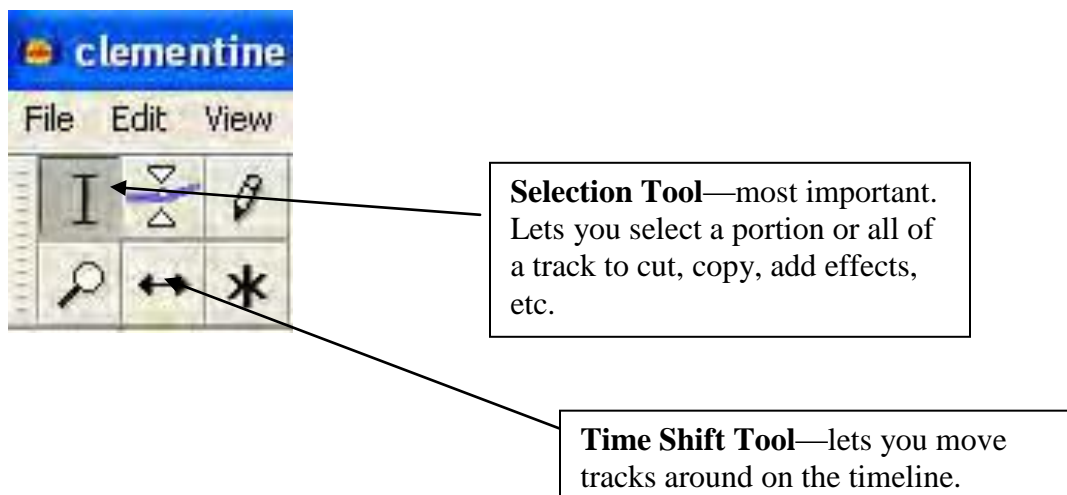 clementine
File Edit View
Selection Tool—most important.
Lets you select a portion or all of
a track to cut, copy, add effects,
etc.
Time Shift Tool—lets you move
tracks around on the timeline.